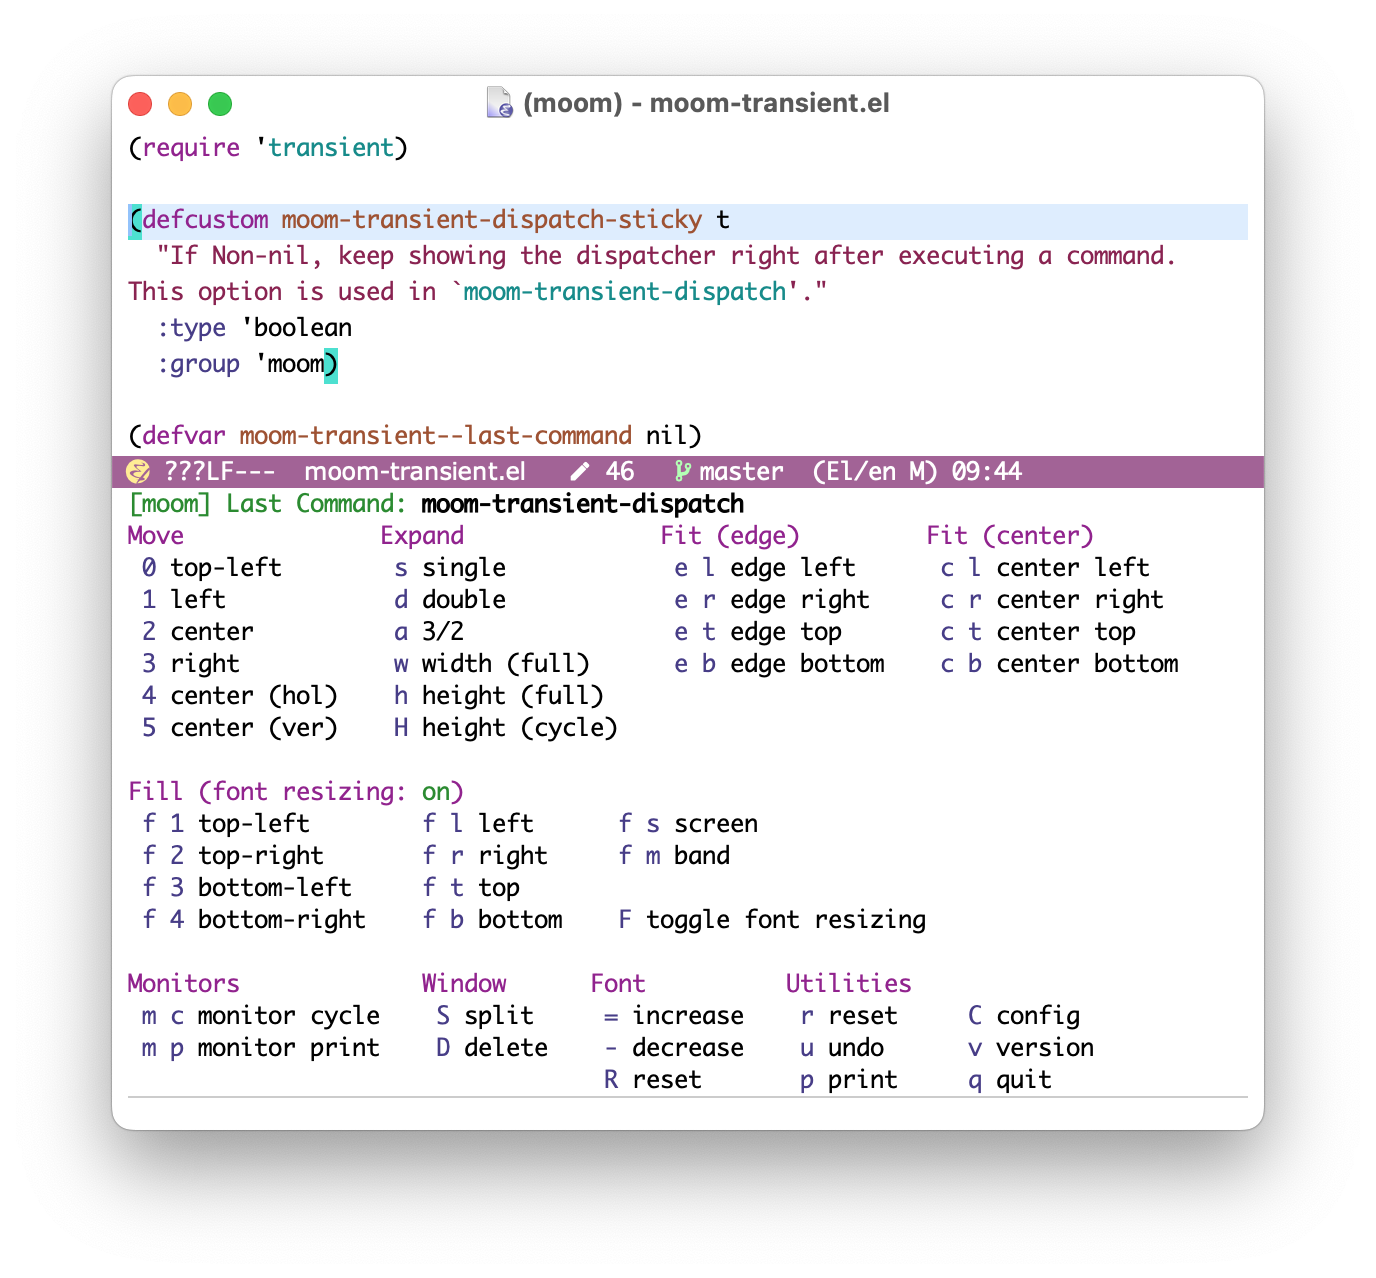 (moom) - moom-transient.el
(require 'transient)
(defcustom moom-transient-dispatch-sticky t
"If Non-nil, keep showing the dispatcher right after executing a command.
This option is used in `moom-transient-dispatch'."
:type 'boolean
:group 'moom)
(defvar moom-transient--last-command nil)
???LF--- moom-transient.el 46 master (El/en M) 09:44
[moom] Last Command: moom-transient-dispatch
Move Expand Fit (edge) Fit (center)
0 top-left s single e l edge left c l center left
1 left d double e r edge right c r center right
2 center a 3/2 e t edge top c t center top
3 right w width (full) e b edge bottom c b center bottom
4 center (hol) h height (full)
5 center (ver) H height (cycle)
Fill (font resizing: on)
f 1 top-left f l left f s screen
f 2 top-right f r right f m band
f 3 bottom-left f t top
f 4 bottom-right f b bottom F toggle font resizing
Monitors Window Font Utilities
m c monitor cycle S split = increase r reset C config
m p monitor print D delete - decrease u undo v version
R reset p print q quit